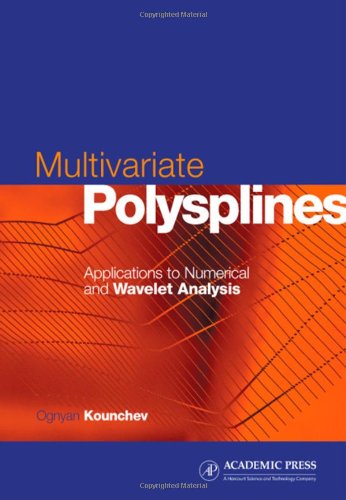 Multivariate
Polysplines
Applications to Numerical
and Wavelet Analysis
Ognyan Kounchev
ACADEMIC PRESS
A Harcourt Science and Technology Company